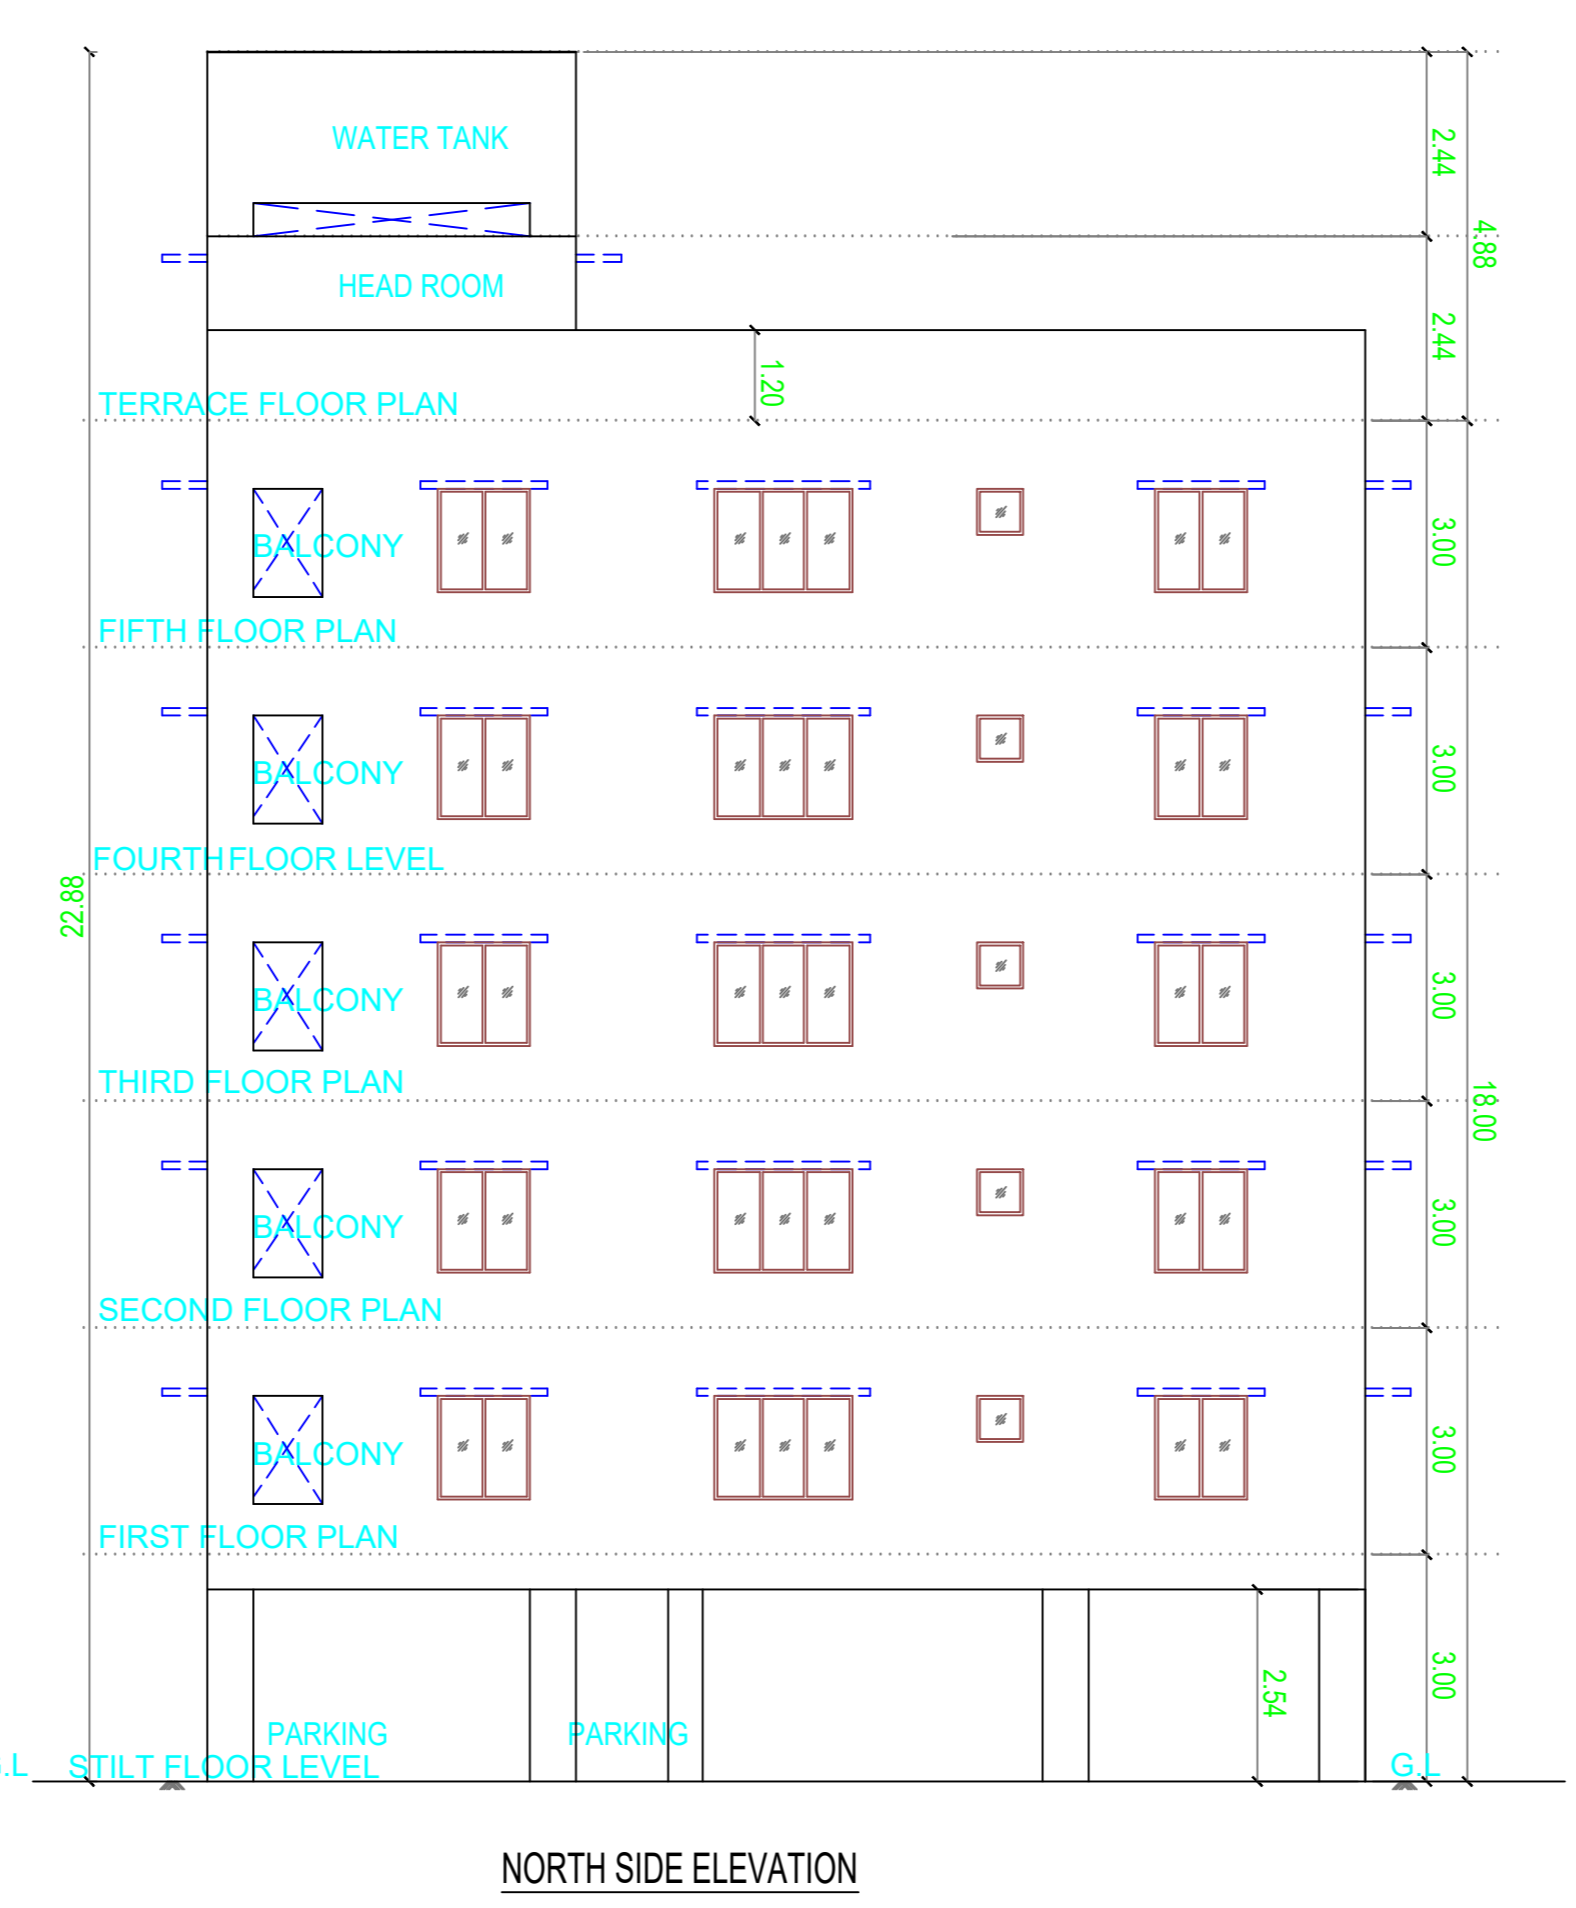 WATER TANK
2.44
4.88
HEAD ROOM
2.44
1.20
TERRACE FLOOR PLAN
BALCONY
3.00
FIFTH FLOOR PLAN
BALCONY
3.00
FOURTH FLOOR LEVEL
22.88
BALCONY
3.00
THIRD FLOOR PLAN
18.00
BALCONY
3.00
SECOND FLOOR PLAN
BALCONY
3.00
FIRST FLOOR PLAN
2.54
3.00
PARKING
PARKING
.L
STILT FLOOR LEVEL
G.L
NORTH SIDE ELEVATION